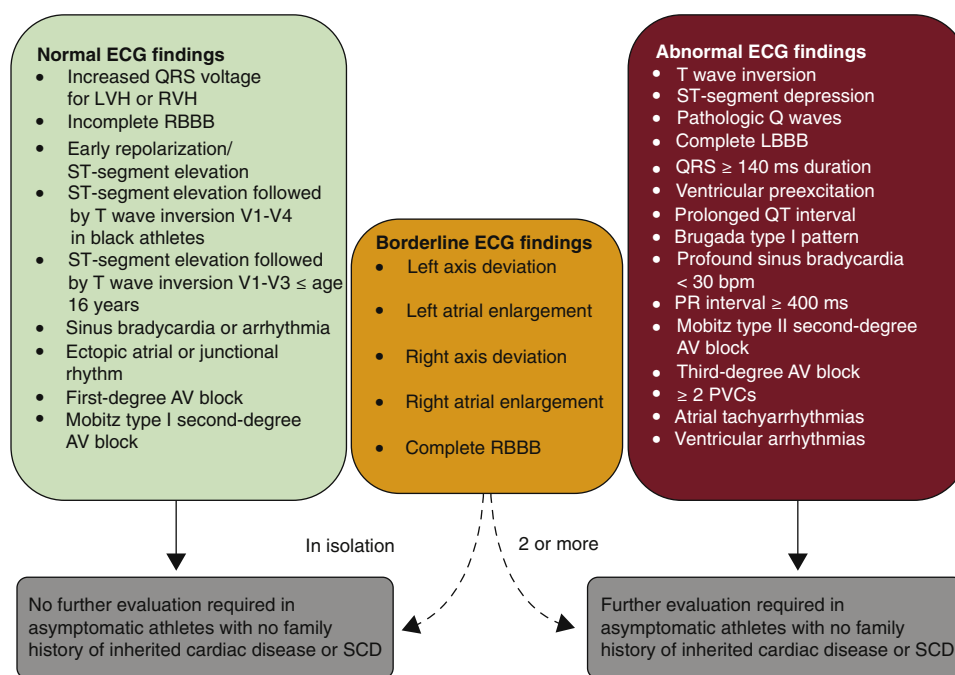 Normal ECG findings
• Increased QRS voltage
for LVH or RVH
• Incomplete RBBB
• Early repolarization/
ST-segment elevation
• ST-segment elevation followed
by T wave inversion V1-V4
in black athletes
• ST-segment elevation followed
by T wave inversion V1-V3 ≤ age
16 years
• Sinus bradycardia or arrhythmia
• Ectopic atrial or junctional
rhythm
• First-degree AV block
• Mobitz type I second-degree
AV block
Borderline ECG findings
• Left axis deviation
• Left atrial enlargement
• Right axis deviation
• Right atrial enlargement
• Complete RBBB
Abnormal ECG findings
• T wave inversion
• ST-segment depression
• Pathologic Q waves
• Complete LBBB
• QRS ≥ 140 ms duration
• Ventricular preexcitation
• Prolonged QT interval
• Brugada type I pattern
• Profound sinus bradycardia
< 30 bpm
• PR interval ≥ 400 ms
• Mobitz type II second-degree
AV block
• Third-degree AV block
• ≥ 2 PVCs
• Atrial tachyarrhythmias
• Ventricular arrhythmias
In isolation
2 or more
No further evaluation required in
asymptomatic athletes with no family
history of inherited cardiac disease or SCD
Further evaluation required in
asymptomatic athletes with no family
history of inherited cardiac disease or SCD